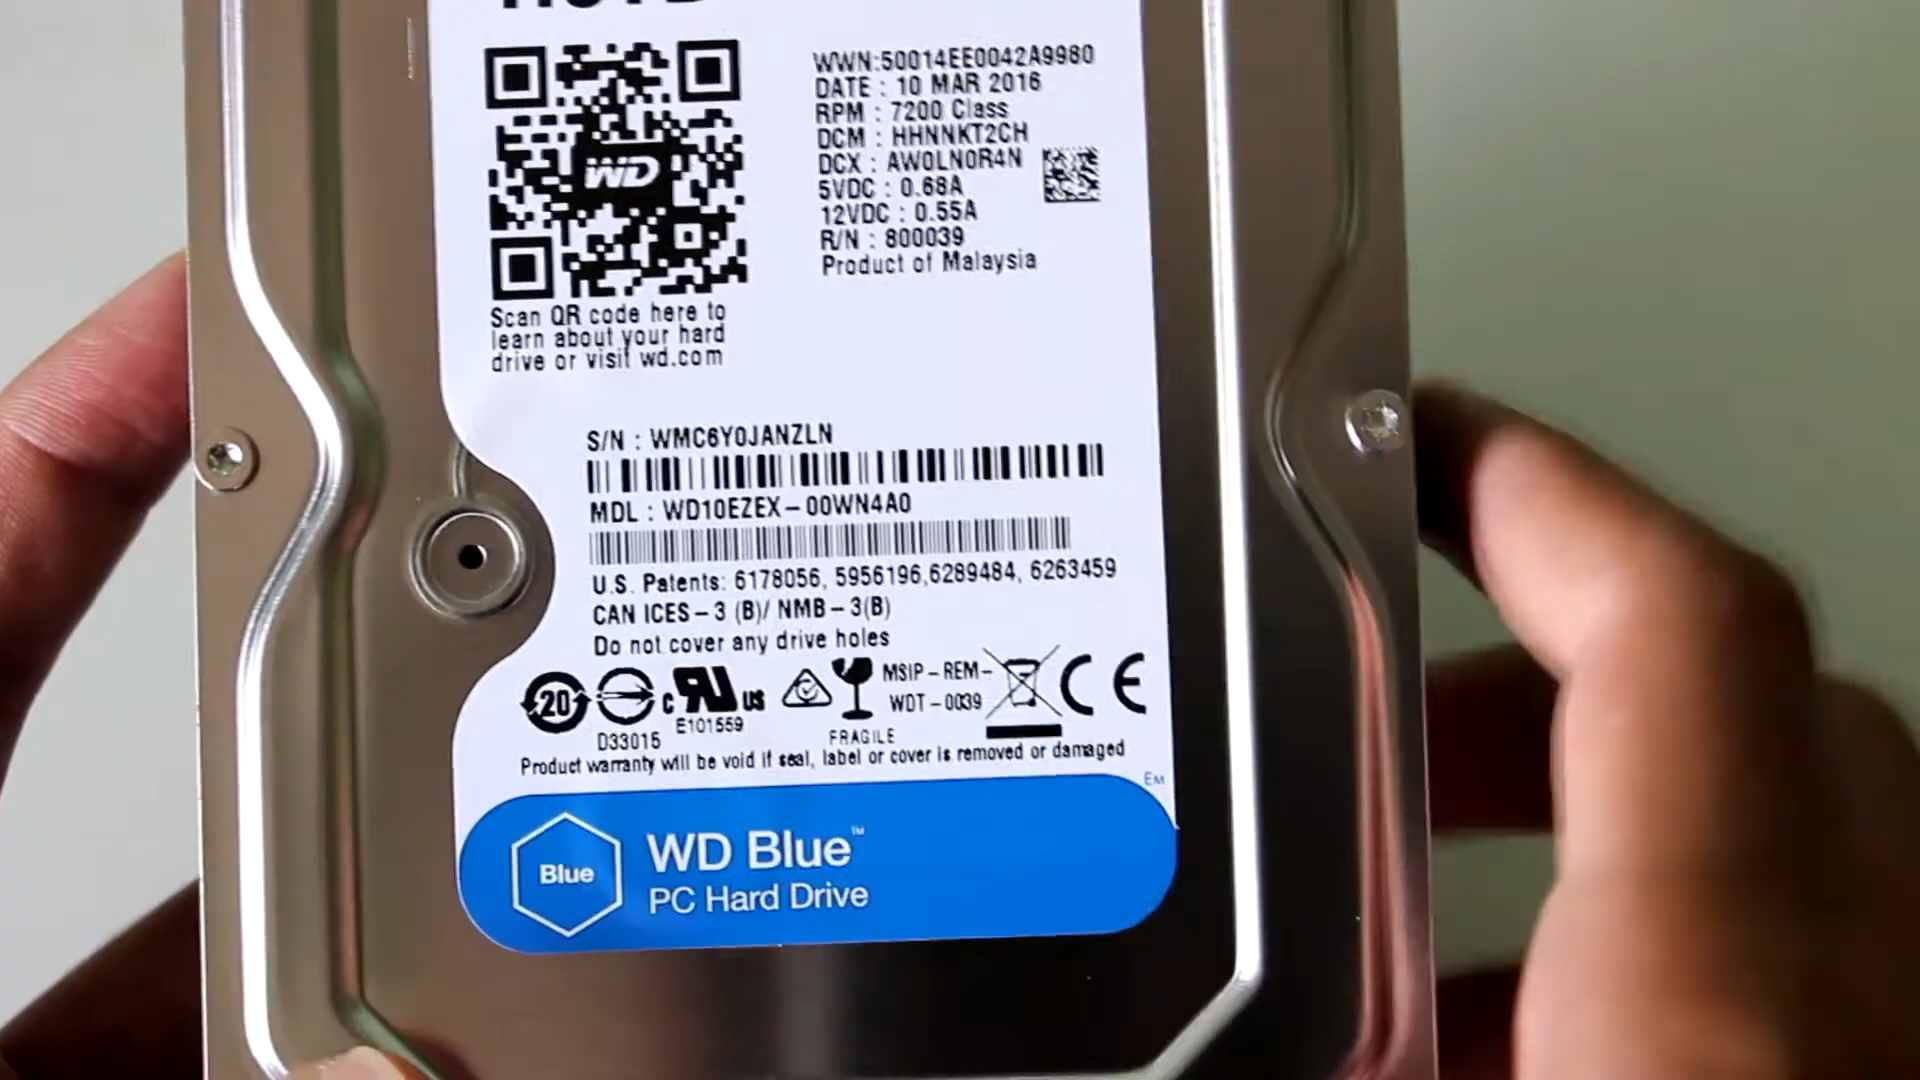 WD
Scan QR code here to
learn about your hard
drive or visit wd.com
WWN:50014EE0042A9980
DATE : 10 MAR 2016
RPM : 7200 Class
DCM : HHNNKT2CH
DCX : AW0LN0R4N
5VDC : 0.68A
12VDC : 0.55A
R/N : 800039
Product of Malaysia
S/N : WMC6Y0JANZLN
MDL : WD10EZEX-00WN4A0
U.S. Patents: 6178056, 5956196,6289484, 6263459
CAN ICES-3 (B)/ NMB-3(B)
Do not cover any drive holes
20
D33015
c US
E101559
FRAGILE
MSIP-REM-
WDT-0039
CE
Product warranty will be void if seal, label or cover is removed or damaged
EM
Blue
WD Blue™
PC Hard Drive